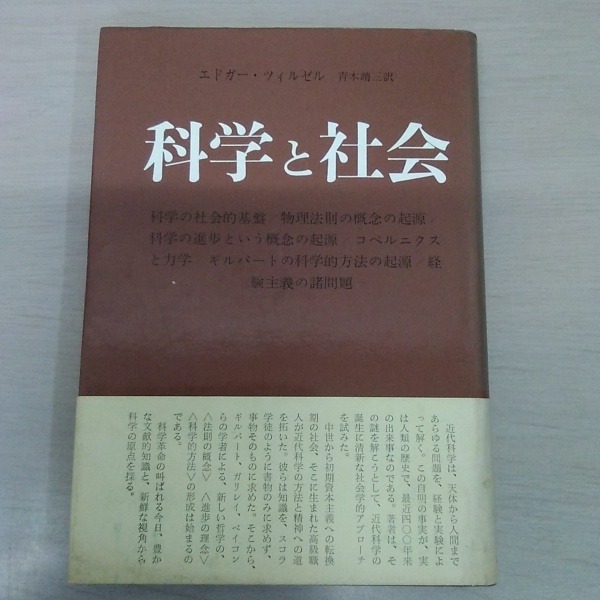 エドガー・ツィルゼル 青木靖三訳
科学と社会
科学の社会的基盤/物理法則の概念の起源/
科学の進歩という概念の起源/コペルニクス
と力学 ギルバートの科学的方法の起源/経
験主義の諸問題
近代科学は、天体から人間まで
あらゆる問題を、経験と実験によ
って解く。この自明の事実が、実
は人類の歴史で、最近四〇〇年来
の出来事なのである。著者は、そ
の謎を解こうとして、近代科学の
誕生に清新な社会学的アプローチ
を試みた。
中世から初期資本主義への転換
期の社会、そこに生まれた高級職
人が近代科学の方法と精神への道
を拓いた。彼らは知識を、スコラ
学徒のように書物のみに求めず、
事物そのものに求めた。そこから、
ギルバート、ガリレイ、ベイコン
らの学者による、新しい哲学の、
〈法則の概念〉〈進歩の理念〉
〈科学的方法〉の形成は始まるの
である。
科学革命の叫ばれる今日、豊か
な文献的知識と、新鮮な視角から
科学の原点を探る。